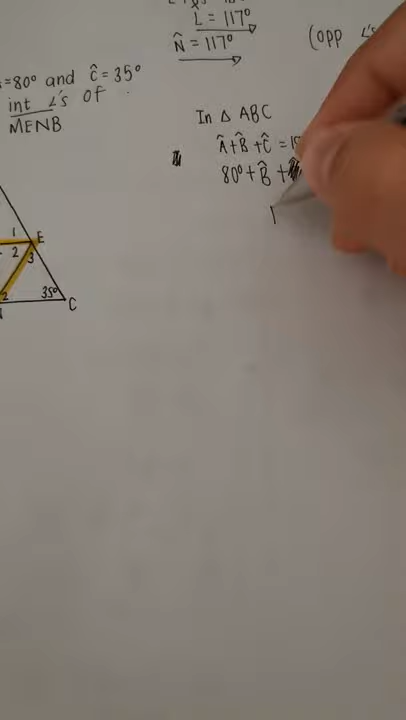 L̂ = 117°
N̂ = 117°
(opp ∠'s
=80° and Ĉ = 35°
int ∠'s of
MENB
In Δ ABC
Â+B̂+Ĉ =
80°+B̂ +
1
E
2
3
2
35°
C